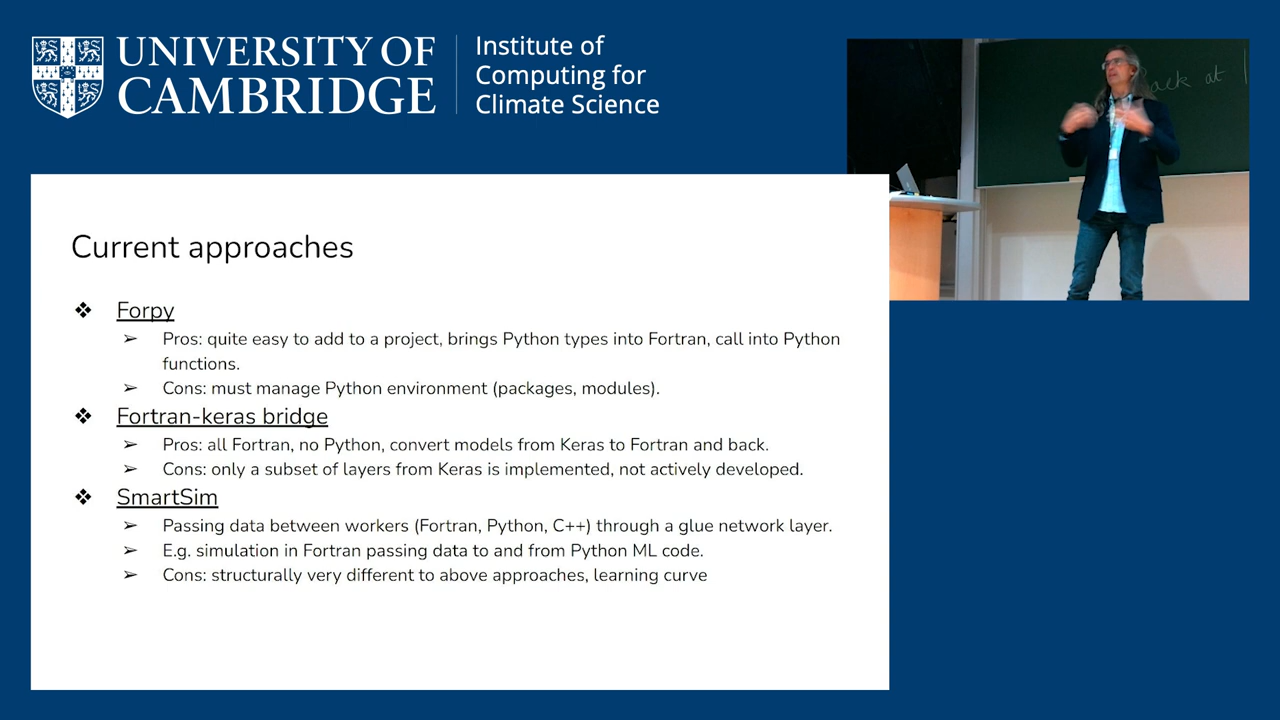 UNIVERSITY OF
CAMBRIDGE
Institute of
Computing for
Climate Science
ack at
Current approaches
❖ Forpy
➢ Pros: quite easy to add to a project, brings Python types into Fortran, call into Python
functions.
➢ Cons: must manage Python environment (packages, modules).
❖ Fortran-keras bridge
➢ Pros: all Fortran, no Python, convert models from Keras to Fortran and back.
➢ Cons: only a subset of layers from Keras is implemented, not actively developed.
❖ SmartSim
➢ Passing data between workers (Fortran, Python, C++) through a glue network layer.
➢ E.g. simulation in Fortran passing data to and from Python ML code.
➢ Cons: structurally very different to above approaches, learning curve